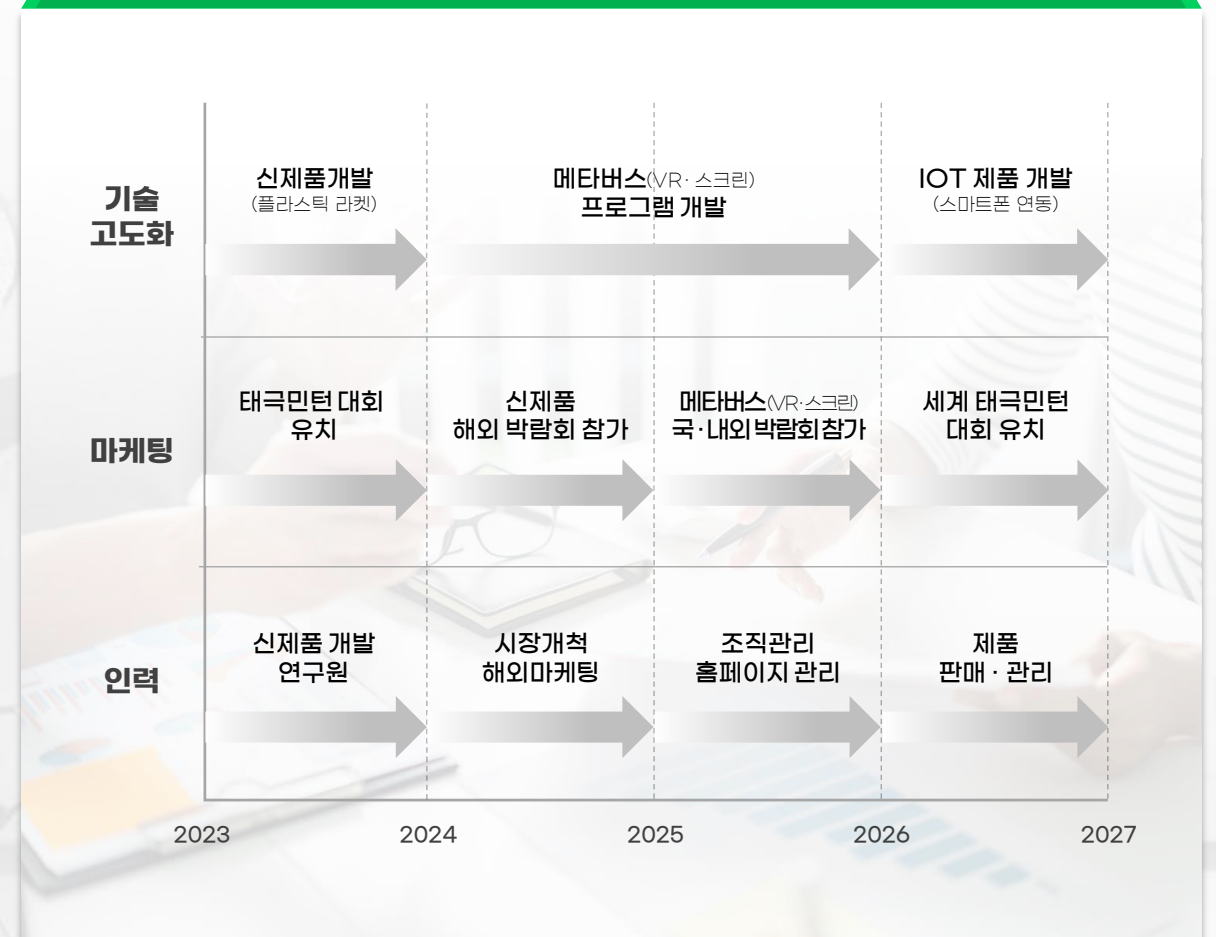 기술
고도화
신제품개발
(플라스틱 라켓)
메타버스(VR· 스크린)
프로그램 개발
IOT 제품 개발
(스마트폰 연동)
마케팅
태극민턴 대회
유치
신제품
해외 박람회 참가
메타버스(VR·스크린)
국·내외 박람회 참가
세계 태극민턴
대회 유치
인력
신제품 개발
연구원
시장개척
해외마케팅
조직관리
홈페이지 관리
제품
판매 · 관리
2023 2024 2025 2026 2027